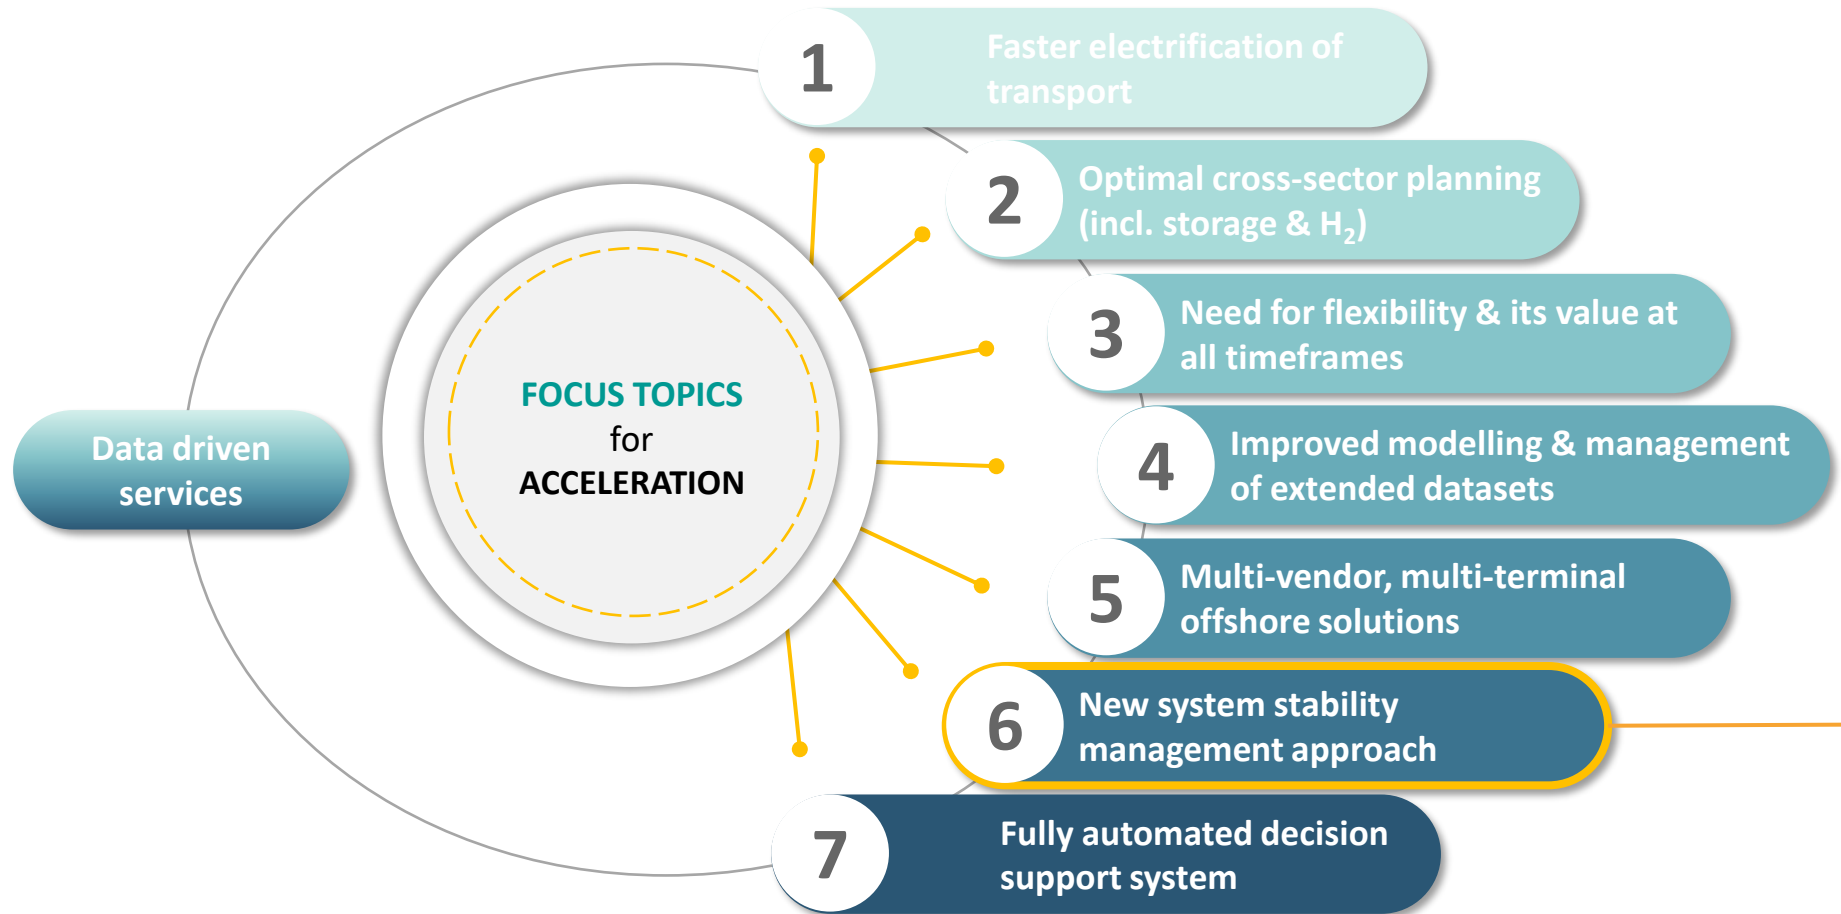 1
Faster electrification of
transport
2
Optimal cross-sector planning
(incl. storage & H₂)
3
Need for flexibility & its value at
all timeframes
FOCUS TOPICS
for
ACCELERATION
Data driven
services
4
Improved modelling & management
of extended datasets
5
Multi-vendor, multi-terminal
offshore solutions
6
New system stability
management approach
7
Fully automated decision
support system